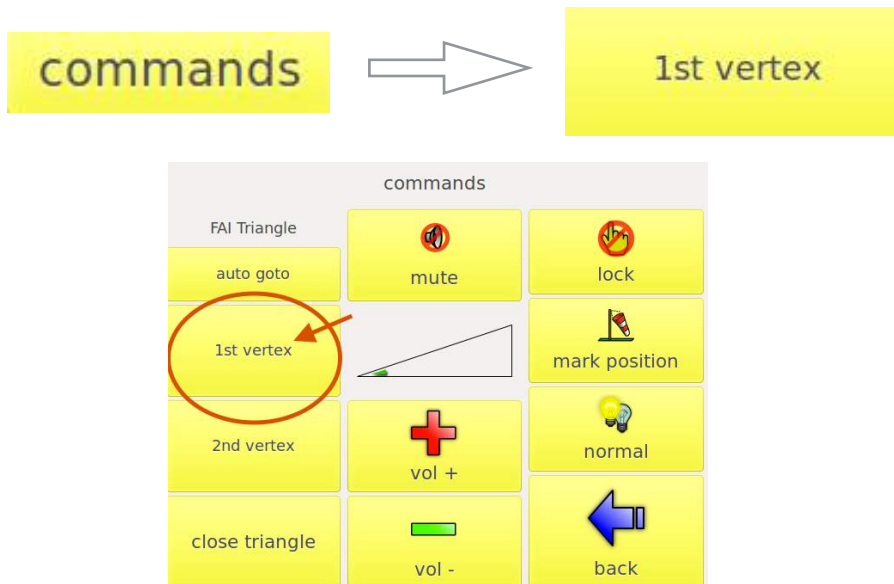 commands
1st vertex
commands
FAI Triangle
auto goto
1st vertex
2nd vertex
close triangle
mute
vol +
vol -
lock
mark position
normal
back